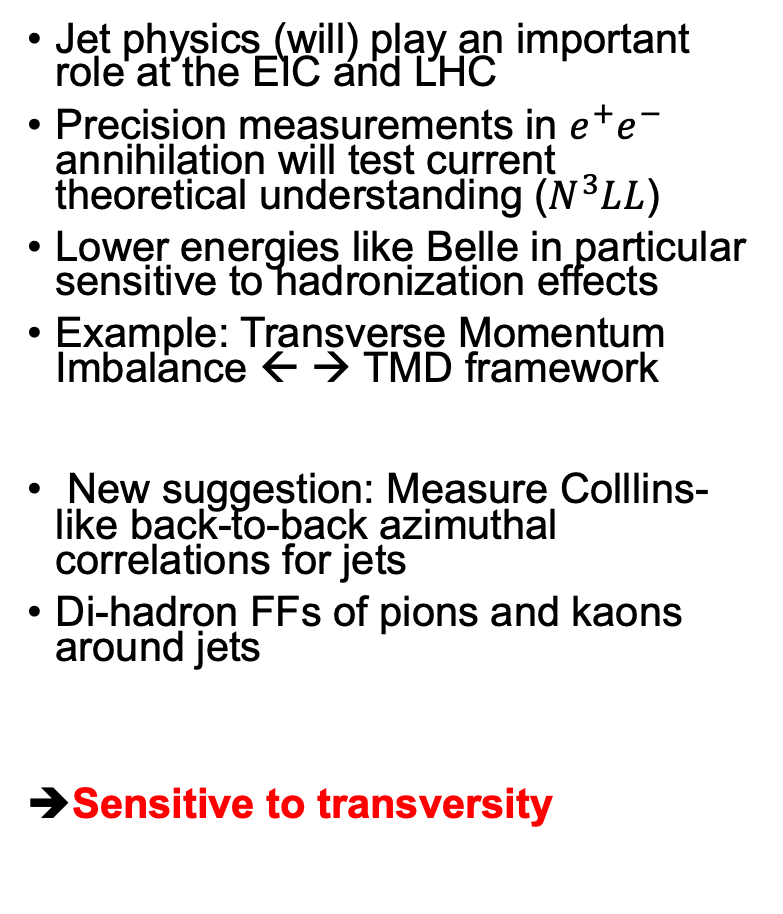 • Jet physics (will) play an important
role at the EIC and LHC
• Precision measurements in e⁺e⁻
annihilation will test current
theoretical understanding (N³LL)
• Lower energies like Belle in particular
sensitive to hadronization effects
• Example: Transverse Momentum
Imbalance ← → TMD framework
• New suggestion: Measure Colllins-
like back-to-back azimuthal
correlations for jets
• Di-hadron FFs of pions and kaons
around jets
➔Sensitive to transversity